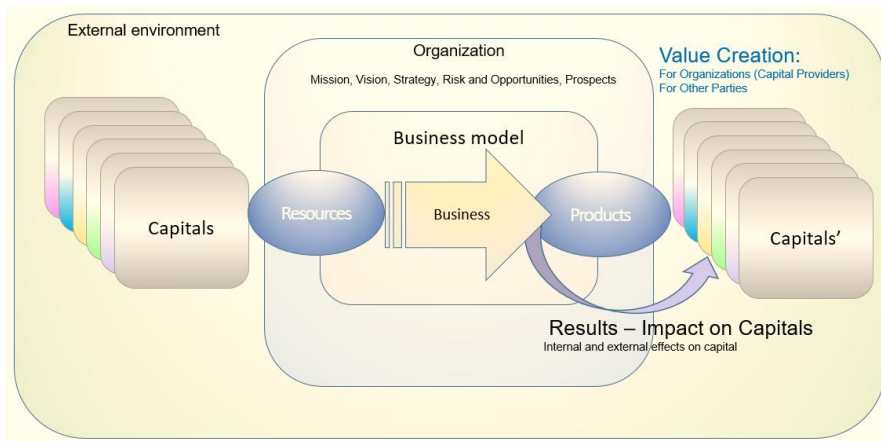 External environment
Organization
Mission, Vision, Strategy, Risk and Opportunities, Prospects
Value Creation:
For Organizations (Capital Providers)
For Other Parties
Business model
Capitals
Resources
Business
Products
Capitals’
Results – Impact on Capitals
Internal and external effects on capital